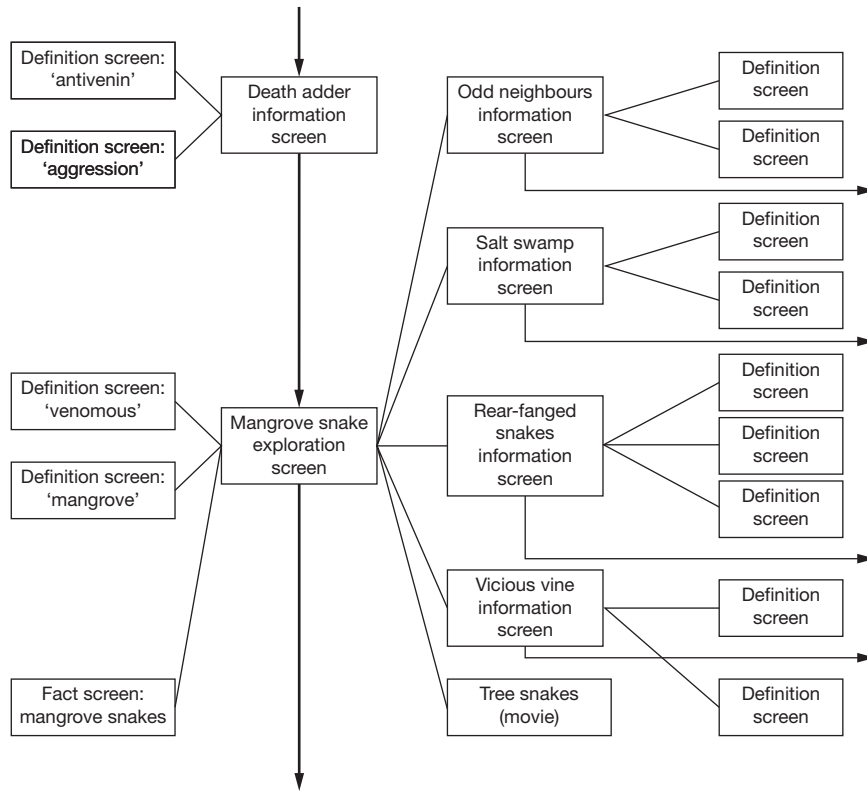 Definition screen:
‘antivenin’
Definition screen:
‘aggression’
Death adder
information
screen
Odd neighbours
information
screen
Definition
screen
Definition
screen
Salt swamp
information
screen
Definition
screen
Definition
screen
Definition screen:
‘venomous’
Definition screen:
‘mangrove’
Mangrove snake
exploration
screen
Rear-fanged
snakes
information
screen
Definition
screen
Definition
screen
Definition
screen
Vicious vine
information
screen
Definition
screen
Fact screen:
mangrove snakes
Tree snakes
(movie)
Definition
screen